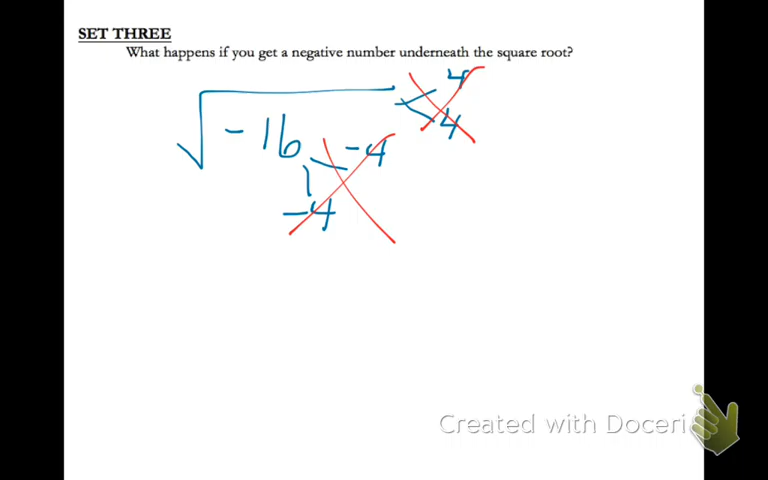 SET THREE
What happens if you get a negative number underneath the square root?
4
√-16
4
-4
-4
Created with Doceri